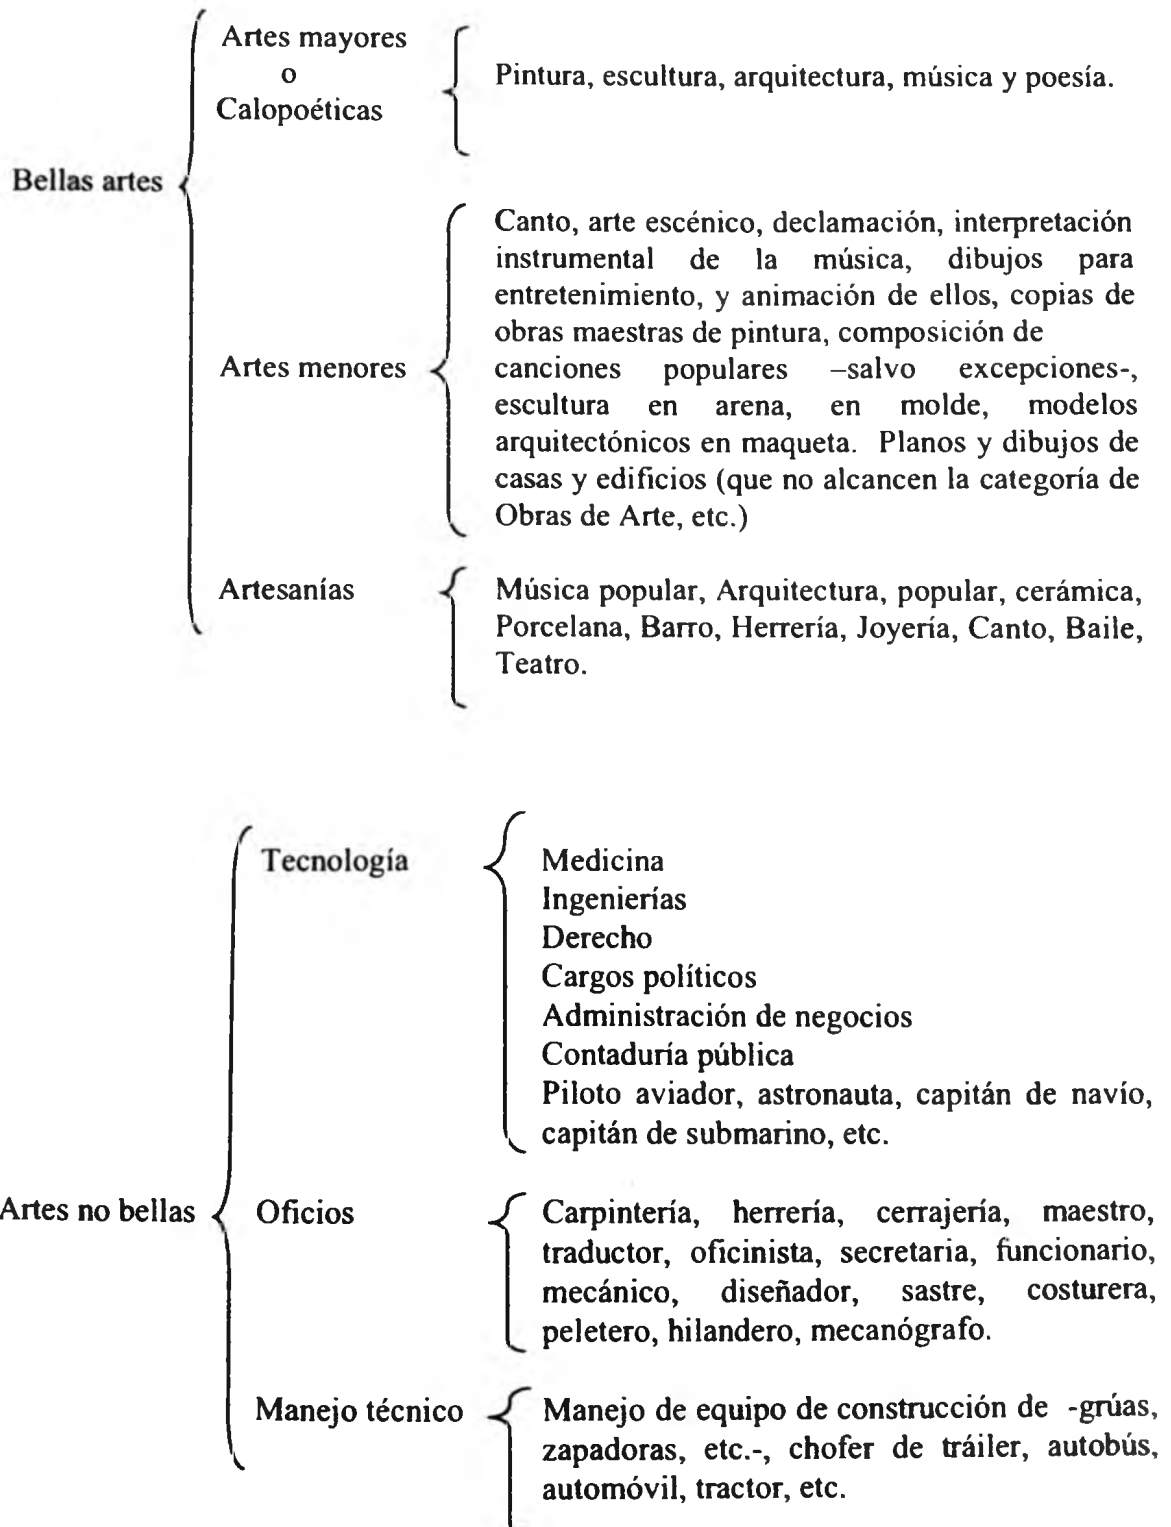 Artes mayores
o
Calopoéticas
Pintura, escultura, arquitectura, música y poesía.
Bellas artes
Canto, arte escénico, declamación, interpretación
instrumental de la música, dibujos para
entretenimiento, y animación de ellos, copias de
obras maestras de pintura, composición de
Artes menores
canciones populares –salvo excepciones-,
escultura en arena, en molde, modelos
arquitectónicos en maqueta. Planos y dibujos de
casas y edificios (que no alcancen la categoría de
Obras de Arte, etc.)
Artesanías
Música popular, Arquitectura, popular, cerámica,
Porcelana, Barro, Herrería, Joyería, Canto, Baile,
Teatro.
Tecnología
Medicina
Ingenierías
Derecho
Cargos políticos
Administración de negocios
Contaduría pública
Piloto aviador, astronauta, capitán de navío,
capitán de submarino, etc.
Artes no bellas
Oficios
Carpintería, herrería, cerrajería, maestro,
traductor, oficinista, secretaria, funcionario,
mecánico, diseñador, sastre, costurera,
peletero, hilandero, mecanógrafo.
Manejo técnico
Manejo de equipo de construcción de -grúas,
zapadoras, etc.-, chofer de tráiler, autobús,
automóvil, tractor, etc.